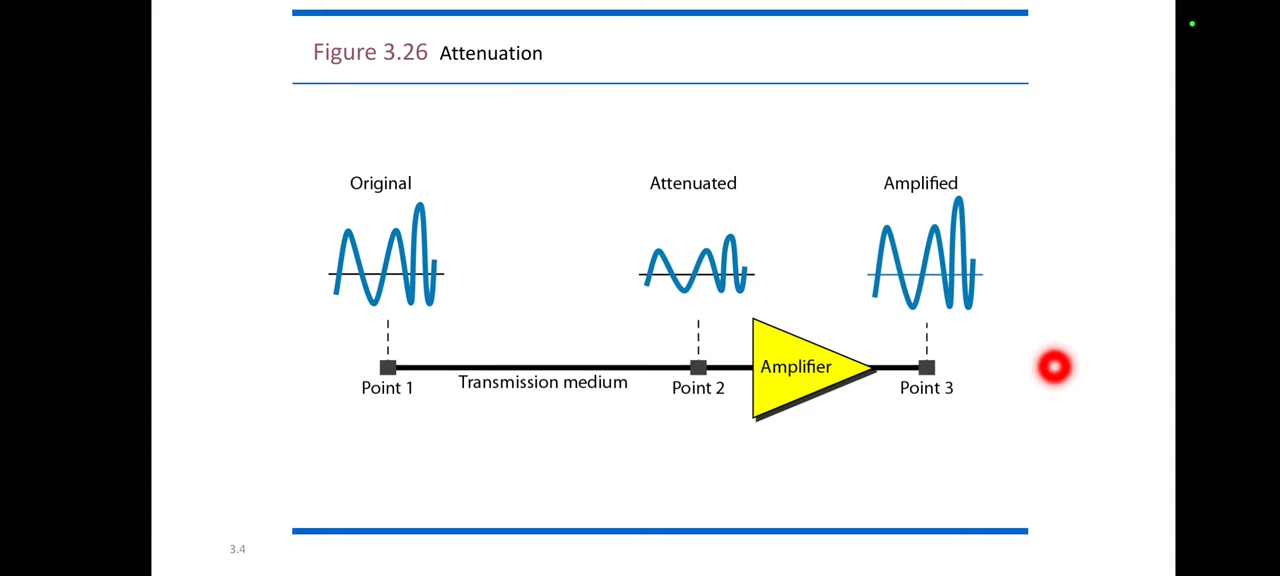 Figure 3.26 Attenuation
Original
Attenuated
Amplified
Amplifier
Transmission medium
Point 1
Point 2
Point 3
3.4